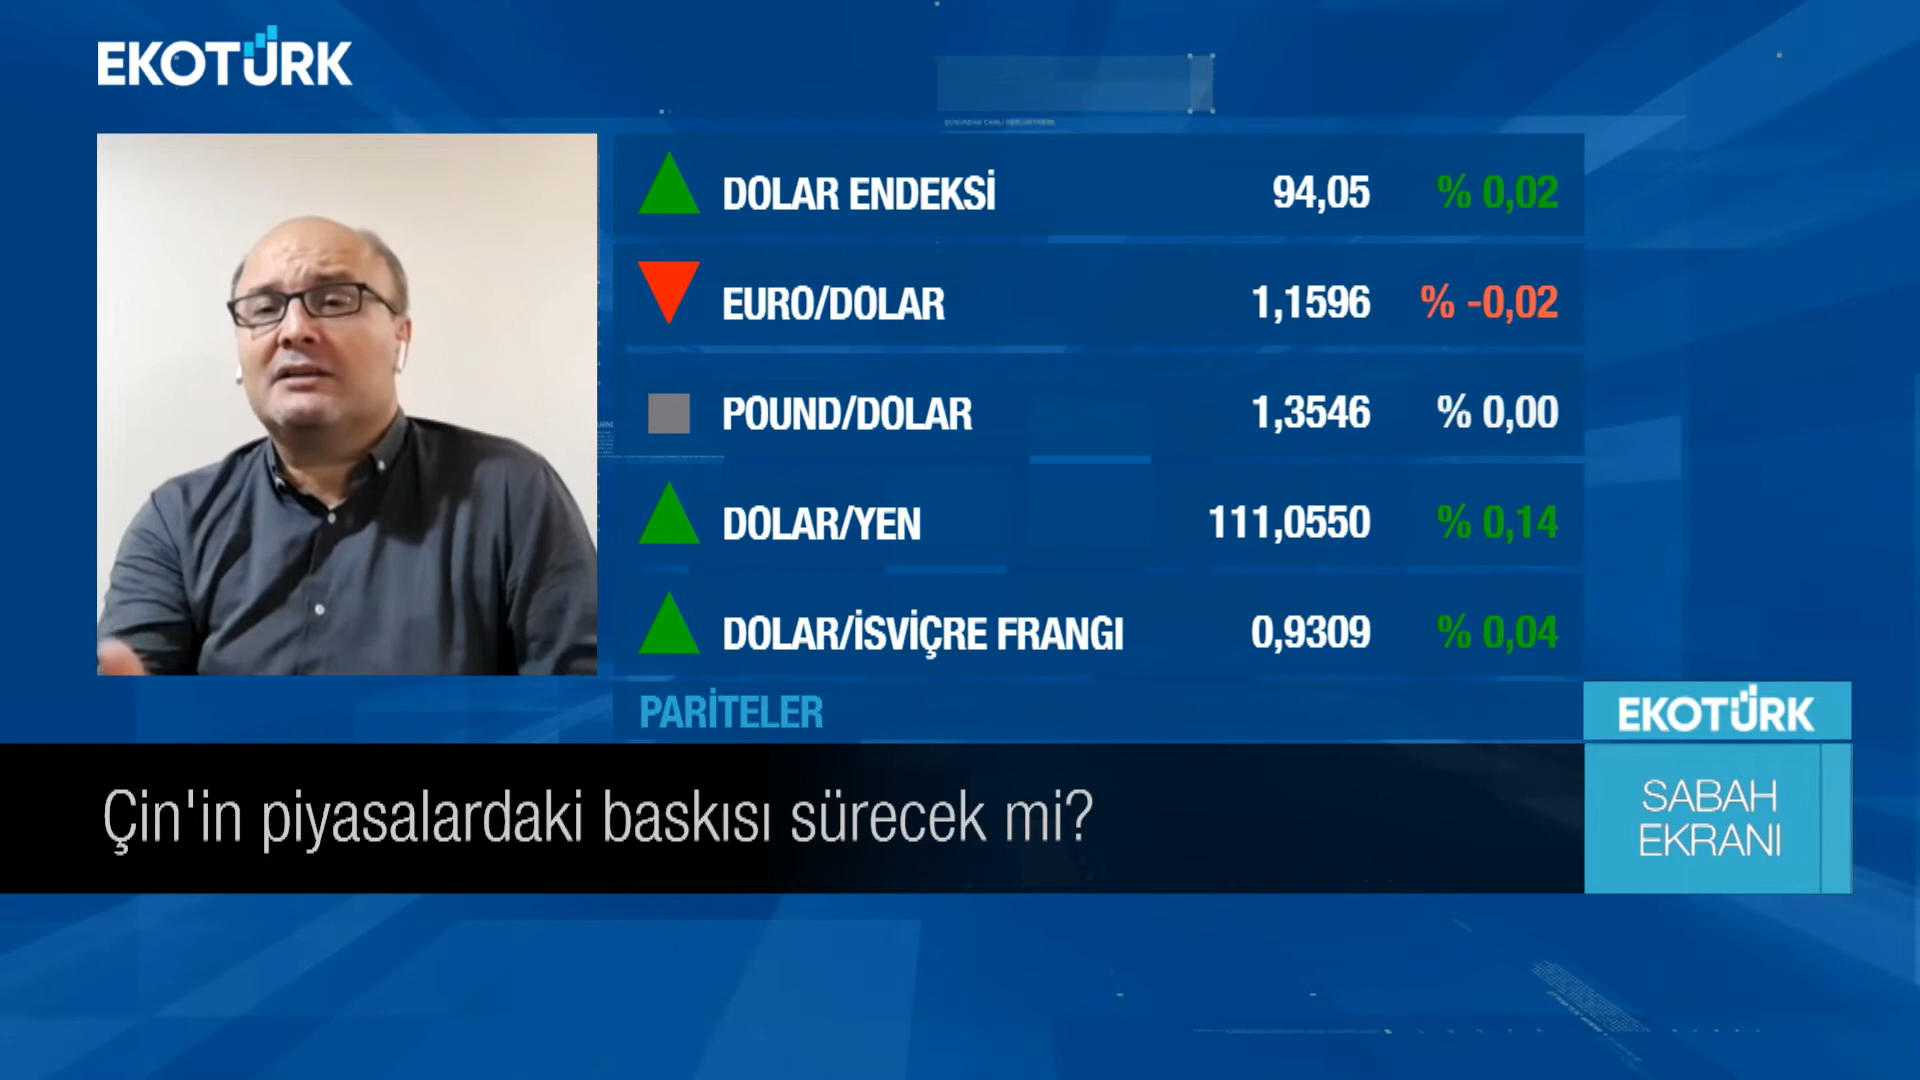 EKOTÜRK
DOLAR ENDEKSİ 94,05 % 0,02
EURO/DOLAR 1,1596 % -0,02
POUND/DOLAR 1,3546 % 0,00
DOLAR/YEN 111,0550 % 0,14
DOLAR/İSVİÇRE FRANGI 0,9309 % 0,04
PARİTELER
EKOTÜRK
Çin'in piyasalardaki baskısı sürecek mi?
SABAH
EKRANI